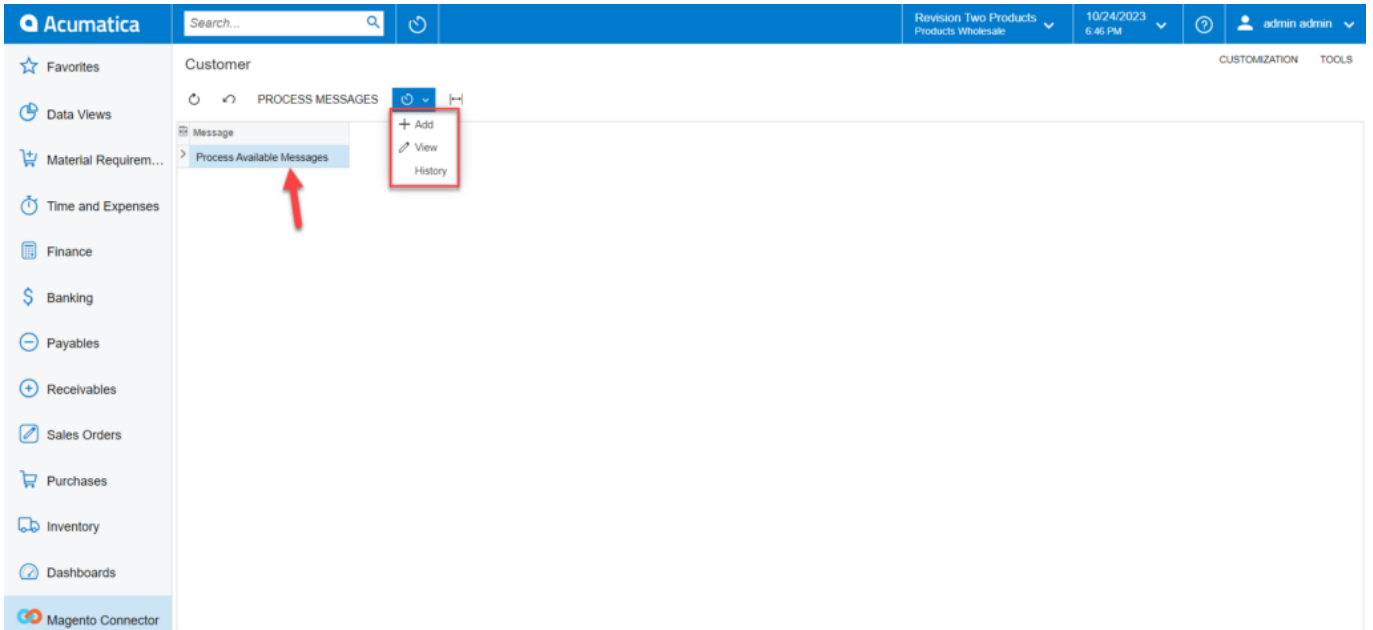 Acumatica
Search...
Revision Two Products
Products Wholesale
10/24/2023
6:46 PM
admin admin
Favorites
Data Views
Material Requirem...
Time and Expenses
Finance
Banking
Payables
Receivables
Sales Orders
Purchases
Inventory
Dashboards
Magento Connector
Customer
CUSTOMIZATION TOOLS
PROCESS MESSAGES
Add
View
History
Message
Process Available Messages